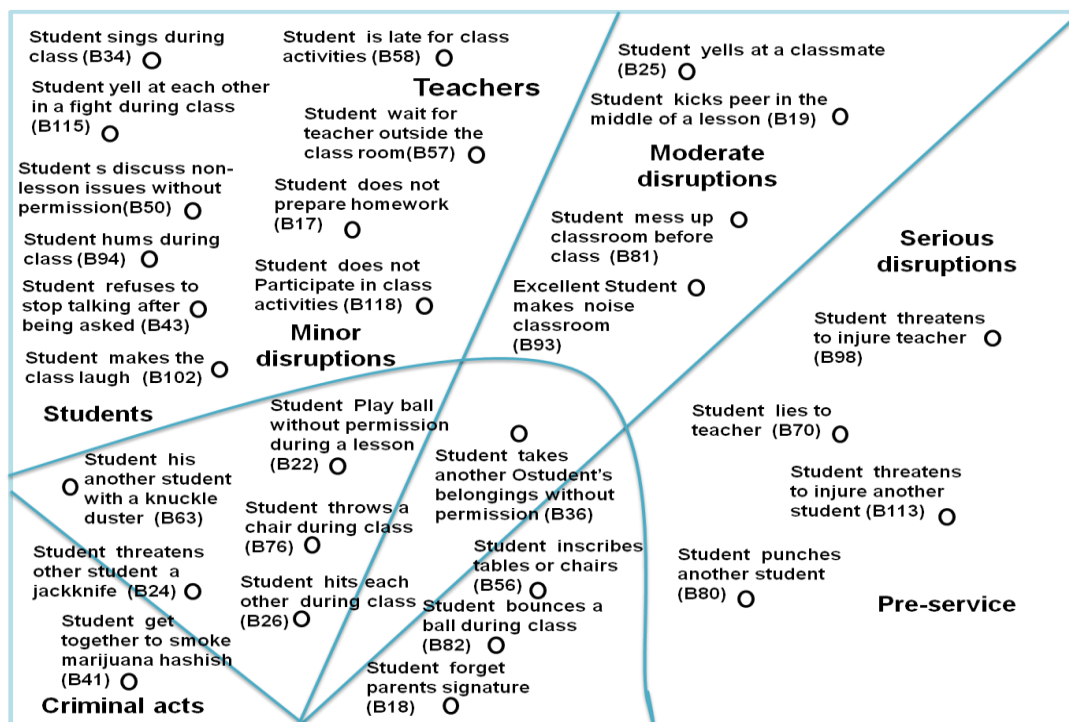 Student sings during
class (B34)
Student is late for class
activities (B58)
Teachers
Student yells at a classmate
(B25)
Student yell at each other
in a fight during class
(B115)
Student wait for
teacher outside the
class room(B57)
Student kicks peer in the
middle of a lesson (B19)
Moderate
disruptions
Student s discuss non-
lesson issues without
permission(B50)
Student does not
prepare homework
(B17)
Student mess up
classroom before
class (B81)
Serious
disruptions
Student hums during
class (B94)
Student does not
Participate in class
activities (B118)
Excellent Student
makes noise
classroom
(B93)
Student refuses to
stop talking after
being asked (B43)
Minor
disruptions
Student threatens
to injure teacher
(B98)
Student makes the
class laugh (B102)
Students
Student Play ball
without permission
during a lesson
(B22)
Student lies to
teacher (B70)
Student his
another student
with a knuckle
duster (B63)
Student takes
another Ostudent's
belongings without
permission (B36)
Student threatens
to injure another
student (B113)
Student throws a
chair during class
(B76)
Student threatens
other student a
jackknife (B24)
Student inscribes
tables or chairs
(B56)
Student punches
another student
(B80)
Student hits each
other during class
(B26)
Student bounces a
ball during class
(B82)
Pre-service
Student get
together to smoke
marijuana hashish
(B41)
Student forget
parents signature
(B18)
Criminal acts